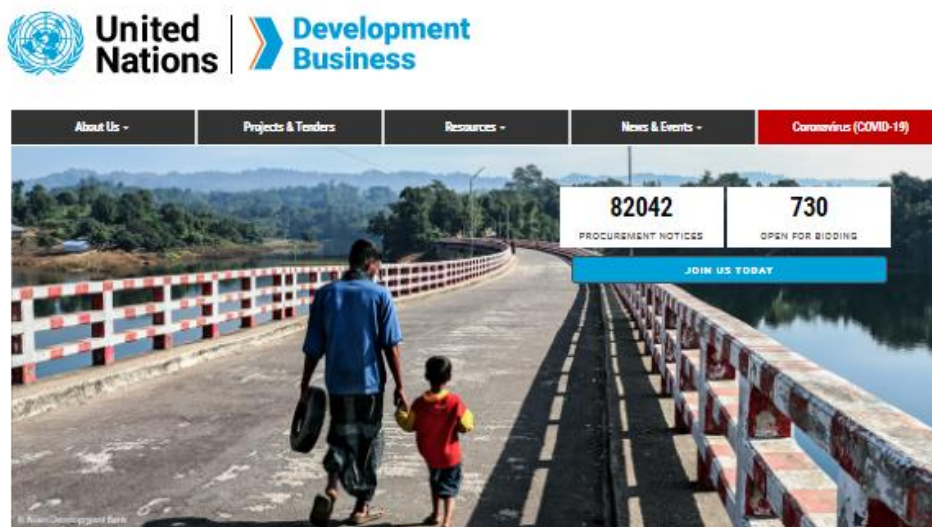 United
Nations
Development
Business
About Us
Projects & Tenders
Resources
News & Events
Coronavirus (COVID-19)
82042
PROCUREMENT NOTICES
730
OPEN FOR BIDDING
JOIN US TODAY
© Asian Development Bank